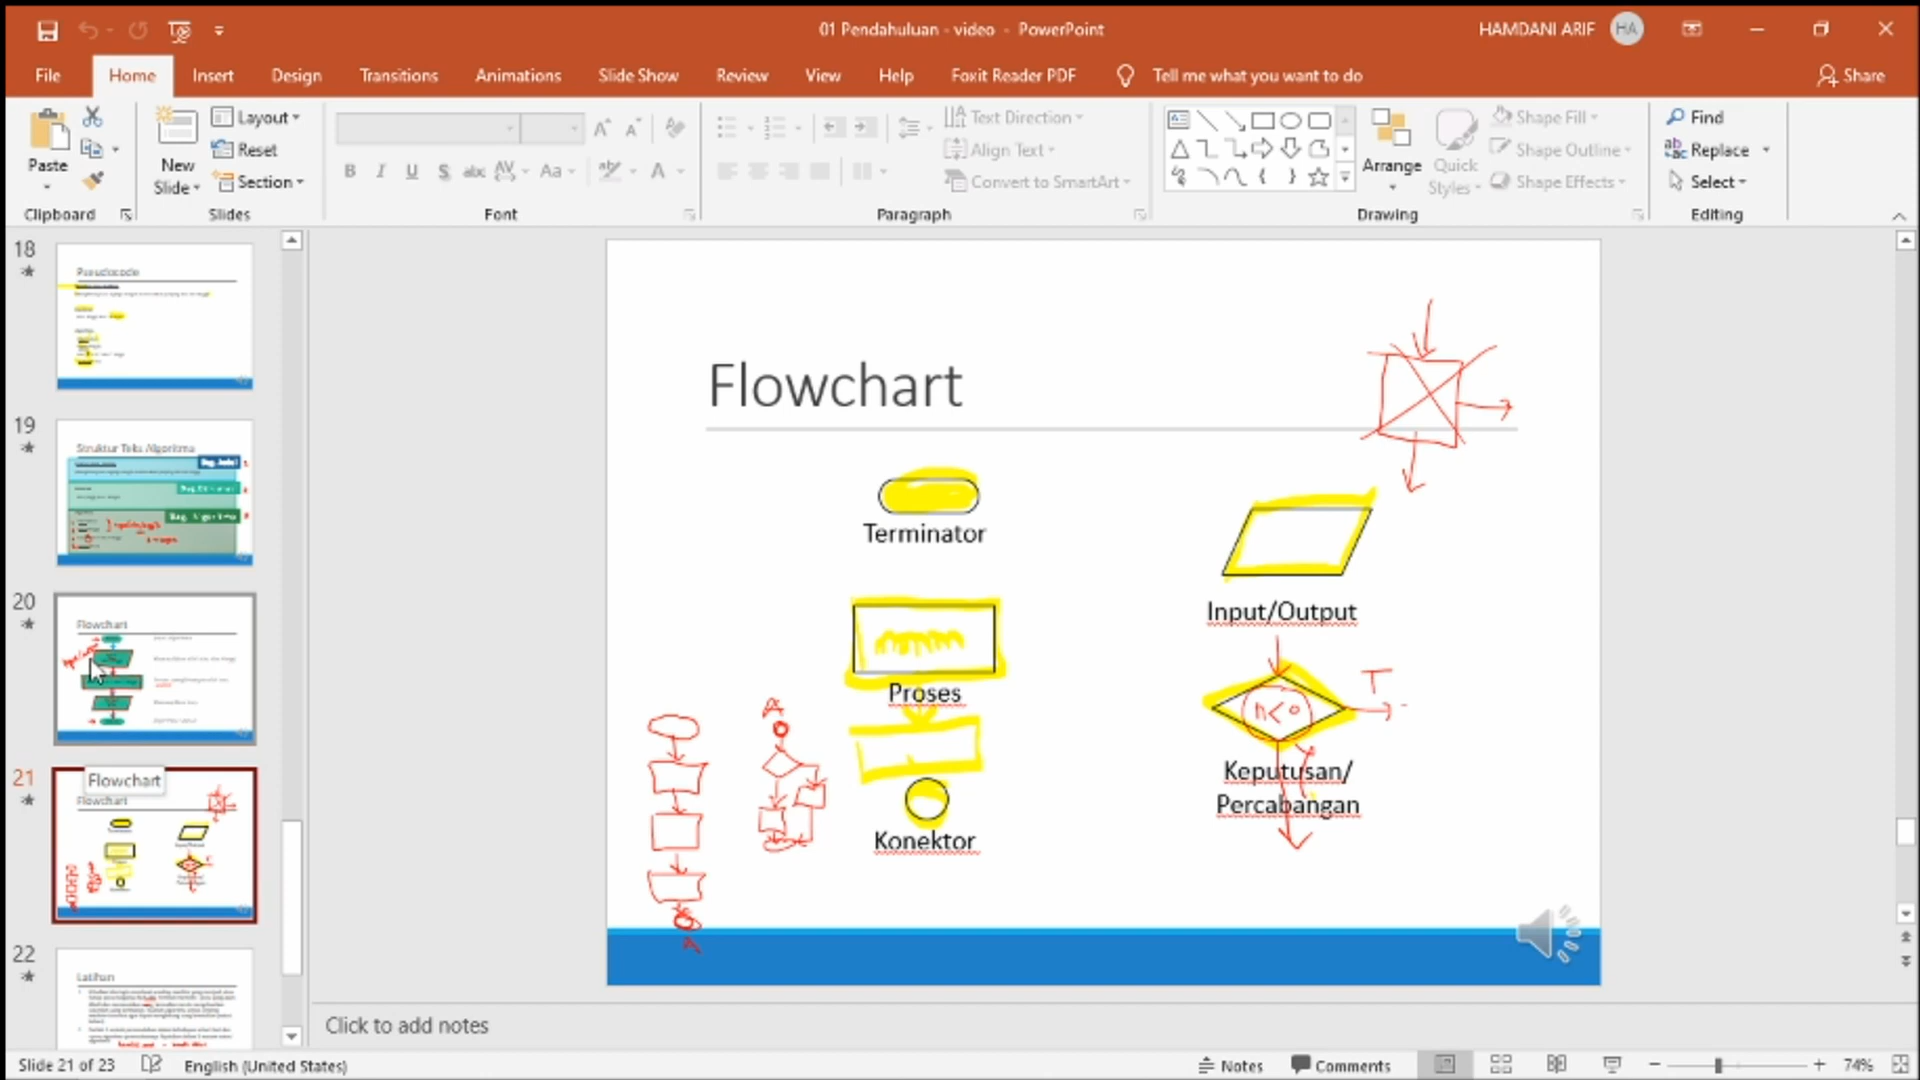 01 Pendahuluan - video - PowerPoint
HAMDANI ARIF
HA
File
Home
Insert
Design
Transitions
Animations
Slide Show
Review
View
Help
Foxit Reader PDF
Tell me what you want to do
Share
Paste
New
Slide
Layout
Reset
Section
Text Direction
Align Text
Convert to SmartArt
Arrange
Quick
Styles
Shape Fill
Shape Outline
Shape Effects
Find
Replace
Select
Clipboard
Slides
Font
Paragraph
Drawing
Editing
18
Pseudocode
19
Struktur Teks Algoritma
20
Flowchart
21
Flowchart
Flowchart
22
Latihan
Flowchart
Terminator
Input/Output
Proses
n<0
T
Keputusan/
Percabangan
Konektor
A
A
Click to add notes
Slide 21 of 23
English (United States)
Notes
Comments
74%